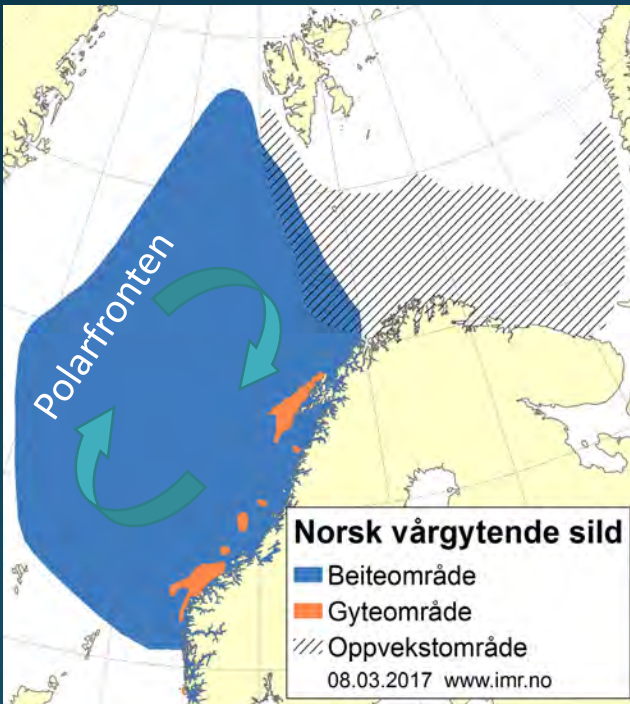 Polarfronten
Norsk vårgytende sild
Beiteområde
Gyteområde
Oppvekstområde
08.03.2017 www.imr.no